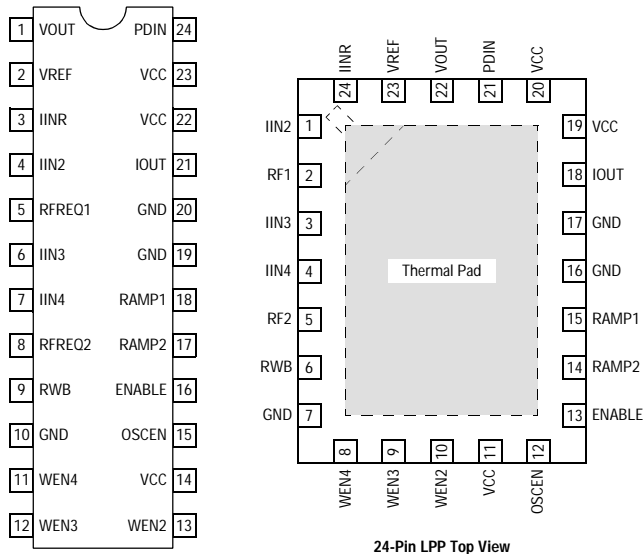 1 VOUT PDIN 24
2 VREF VCC 23
3 IINR VCC 22
4 IIN2 IOUT 21
5 RFREQ1 GND 20
6 IIN3 GND 19
7 IIN4 RAMP1 18
8 RFREQ2 RAMP2 17
9 RWB ENABLE 16
10 GND OSCEN 15
11 WEN4 VCC 14
12 WEN3 WEN2 13
IINR VREF VOUT PDIN VCC
24 23 22 21 20
IIN2 1 19 VCC
RF1 2 18 IOUT
IIN3 3 17 GND
IIN4 4 Thermal Pad 16 GND
RF2 5 15 RAMP1
RWB 6 14 RAMP2
GND 7 13 ENABLE
8 9 10 11 12
WEN4 WEN3 WEN2 VCC OSCEN
24-Pin LPP Top View